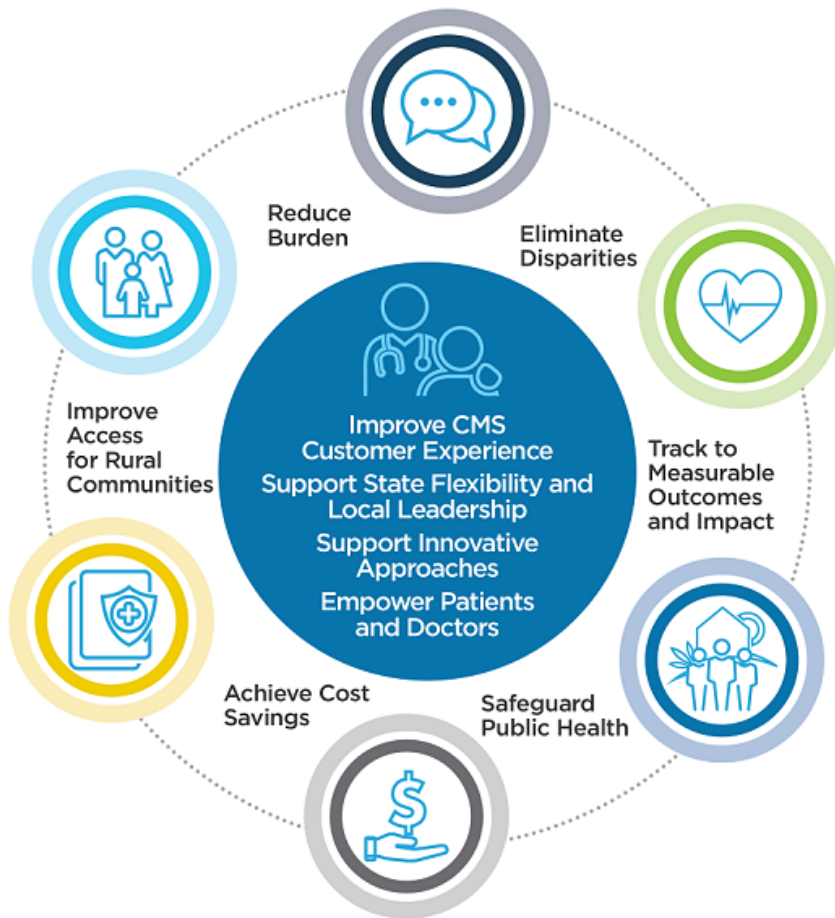 Reduce
Burden
Eliminate
Disparities
Improve CMS
Customer Experience
Support State Flexibility and
Local Leadership
Support Innovative
Approaches
Empower Patients
and Doctors
Improve
Access
for Rural
Communities
Track to
Measurable
Outcomes
and Impact
Achieve Cost
Savings
Safeguard
Public Health
$